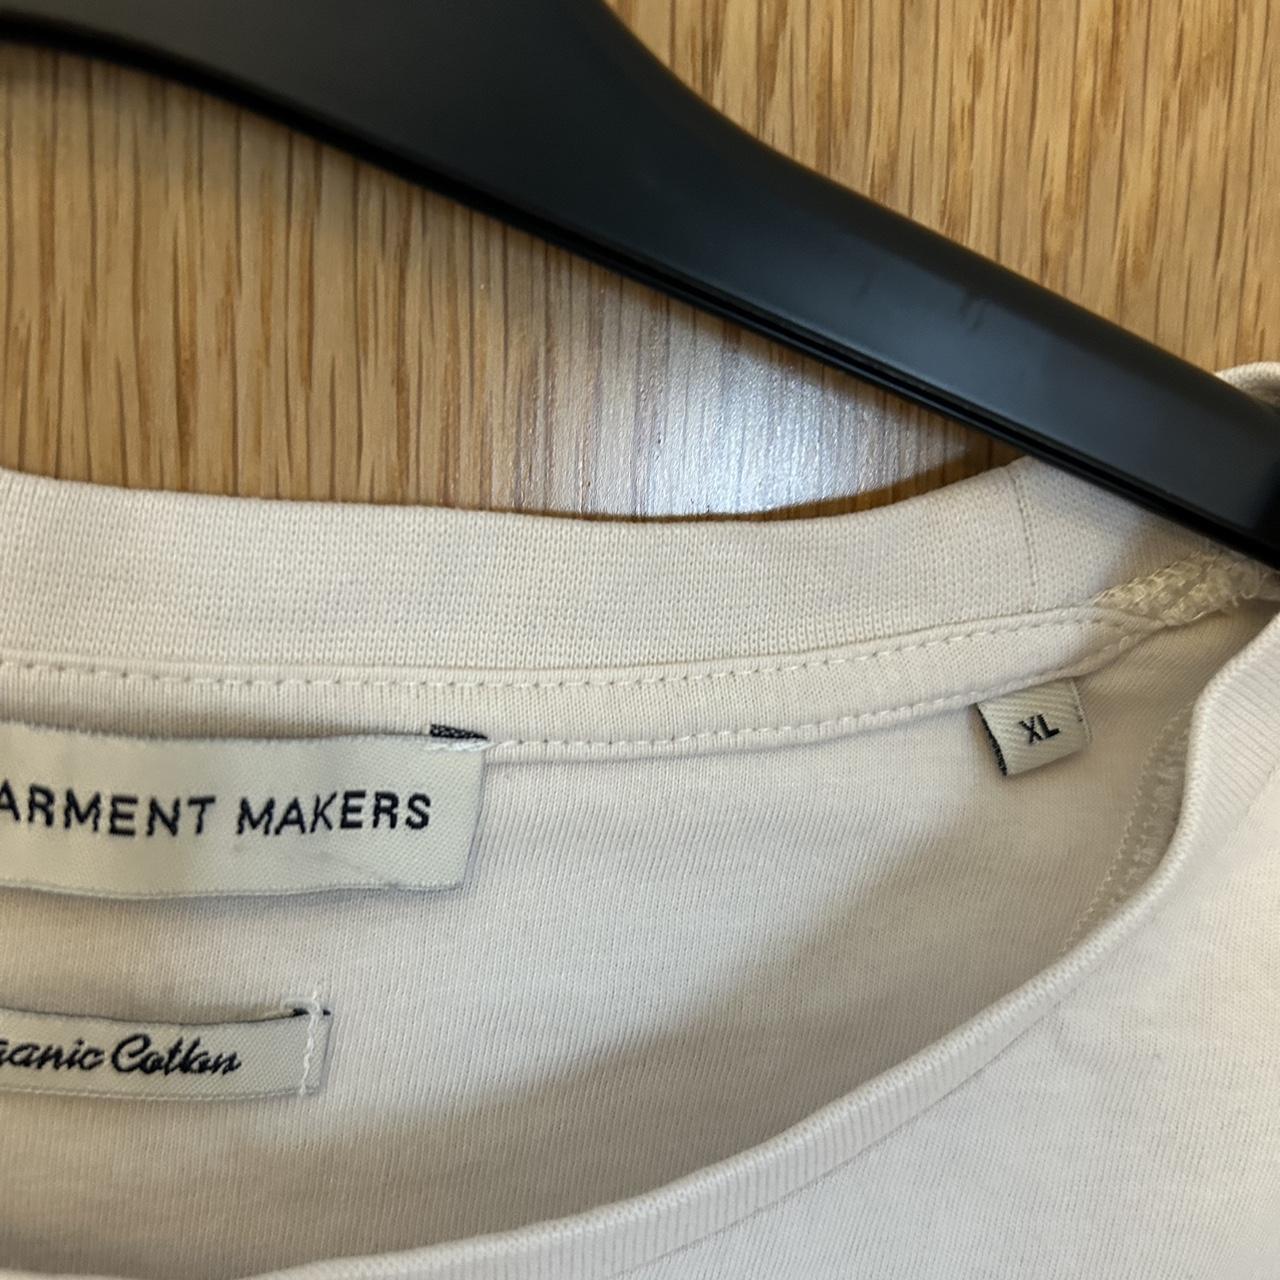 ARMENT MAKERS
XL
ganic Cotton